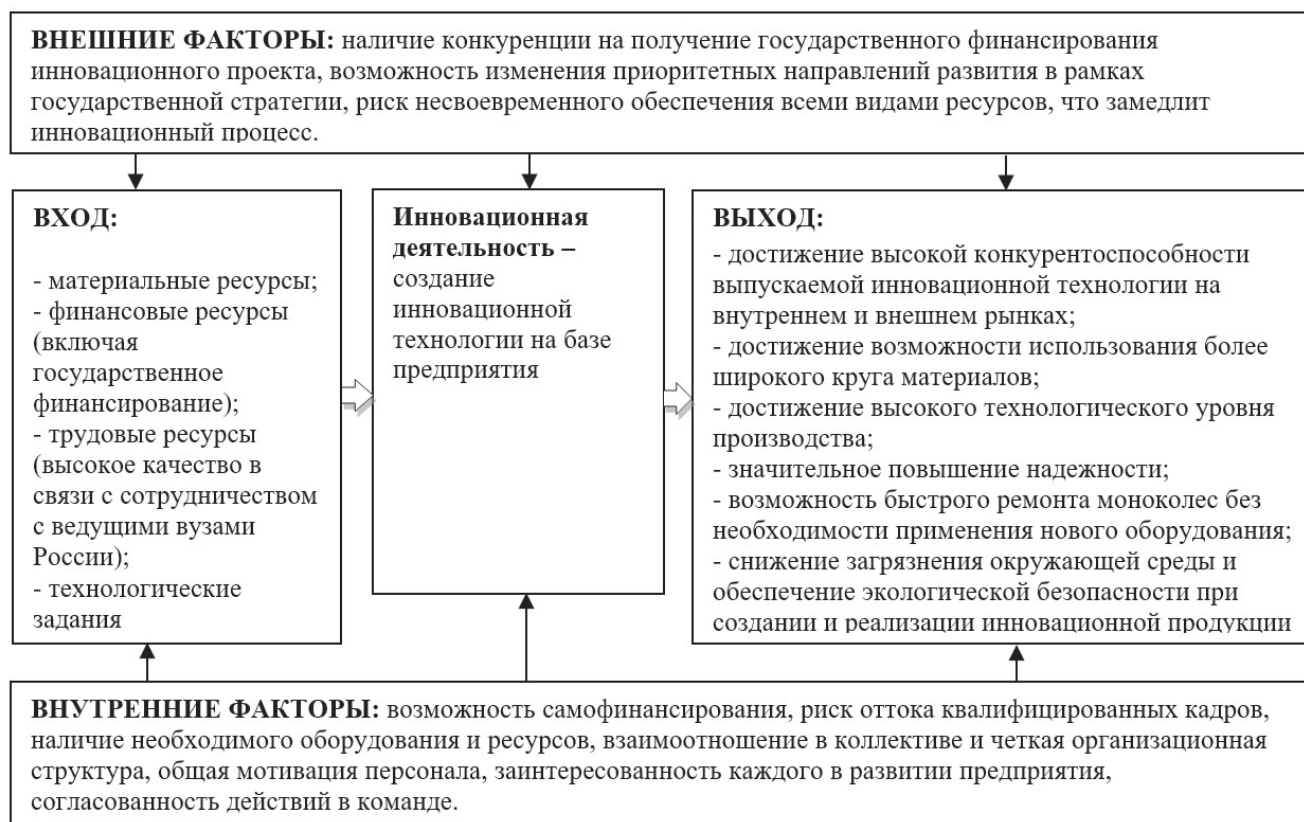 ВНЕШНИЕ ФАКТОРЫ: наличие конкуренции на получение государственного финансирования
инновационного проекта, возможность изменения приоритетных направлений развития в рамках
государственной стратегии, риск несвоевременного обеспечения всеми видами ресурсов, что замедлит
инновационный процесс.
ВХОД:
- материальные ресурсы;
- финансовые ресурсы
(включая
государственное
финансирование);
- трудовые ресурсы
(высокое качество в
связи с сотрудничеством
с ведущими вузами
России);
- технологические
задания
Инновационная
деятельность –
создание
инновационной
технологии на базе
предприятия
ВЫХОД:
- достижение высокой конкурентоспособности
выпускаемой инновационной технологии на
внутреннем и внешнем рынках;
- достижение возможности использования более
широкого круга материалов;
- достижение высокого технологического уровня
производства;
- значительное повышение надежности;
- возможность быстрого ремонта моноколес без
необходимости применения нового оборудования;
- снижение загрязнения окружающей среды и
обеспечение экологической безопасности при
создании и реализации инновационной продукции
ВНУТРЕННИЕ ФАКТОРЫ: возможность самофинансирования, риск оттока квалифицированных кадров,
наличие необходимого оборудования и ресурсов, взаимоотношение в коллективе и четкая организационная
структура, общая мотивация персонала, заинтересованность каждого в развитии предприятия,
согласованность действий в команде.